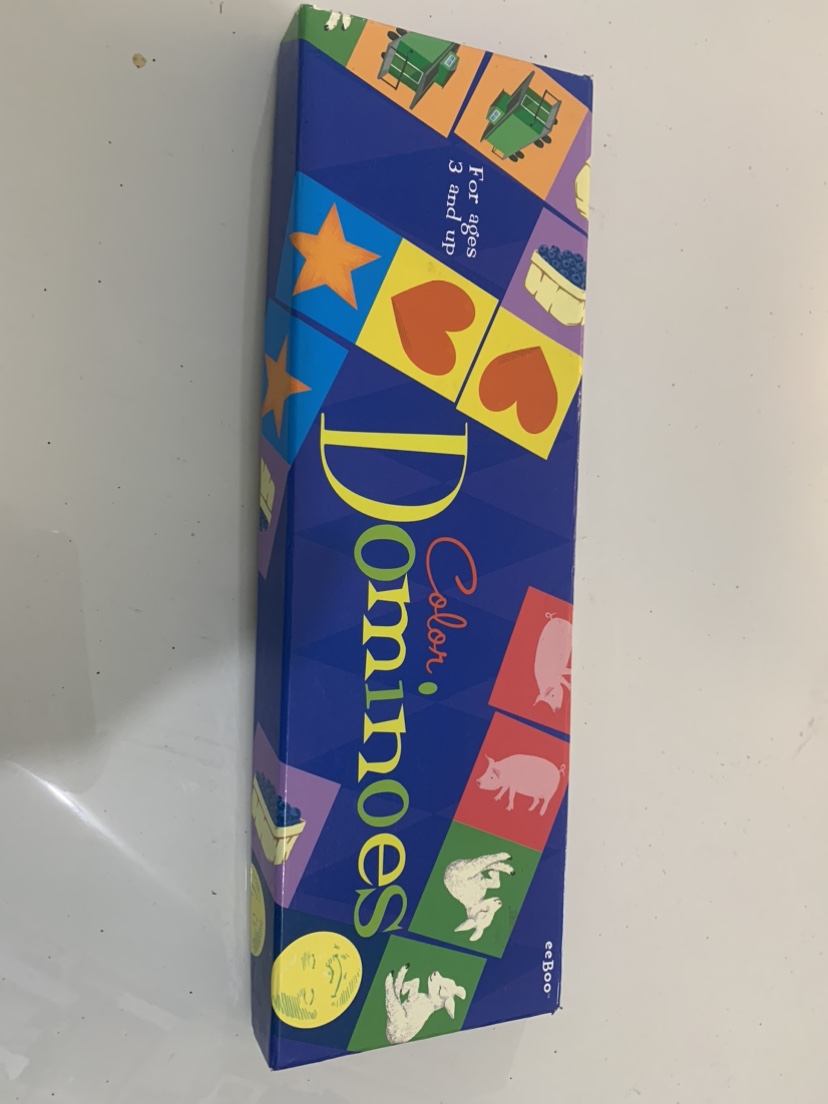 For ages
3 and up
Color
Dominoes
eeBoo